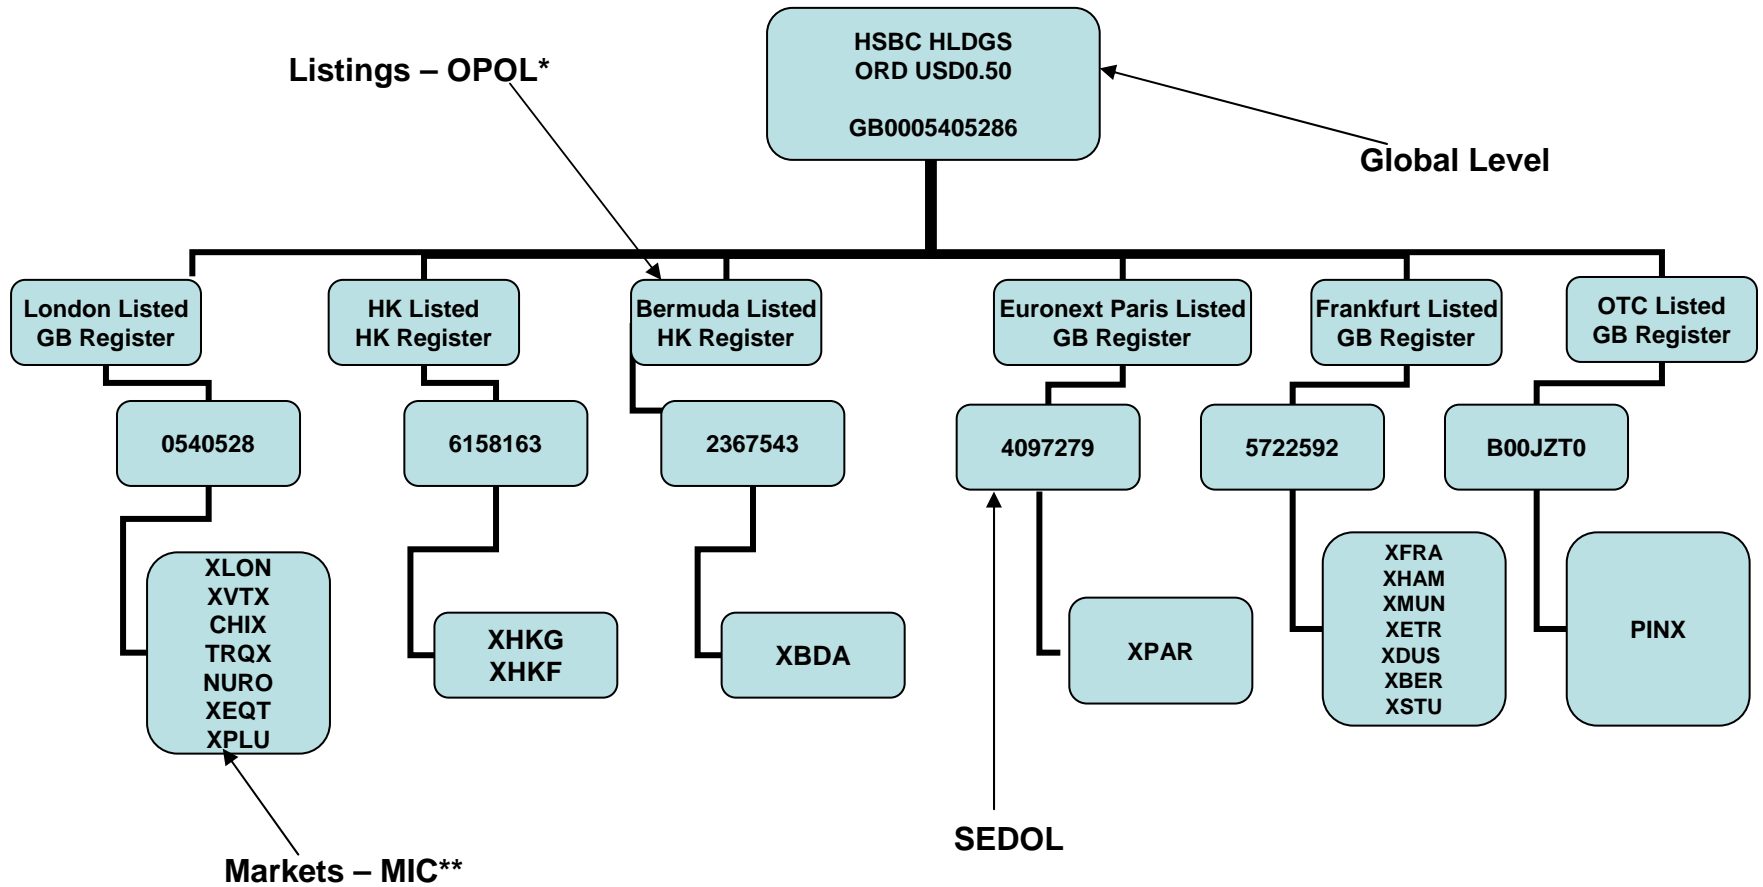 HSBC HLDGS
ORD USD0.50
GB0005405286
Listings – OPOL*
Global Level
London Listed
GB Register
HK Listed
HK Register
Bermuda Listed
HK Register
Euronext Paris Listed
GB Register
Frankfurt Listed
GB Register
OTC Listed
GB Register
0540528
6158163
2367543
4097279
5722592
B00JZT0
XLON
XVTX
CHIX
TRQX
NURO
XEQT
XPLU
XHKG
XHKF
XBDA
XPAR
XFRA
XHAM
XMUN
XETR
XDUS
XBER
XSTU
PINX
SEDOL
Markets – MIC**